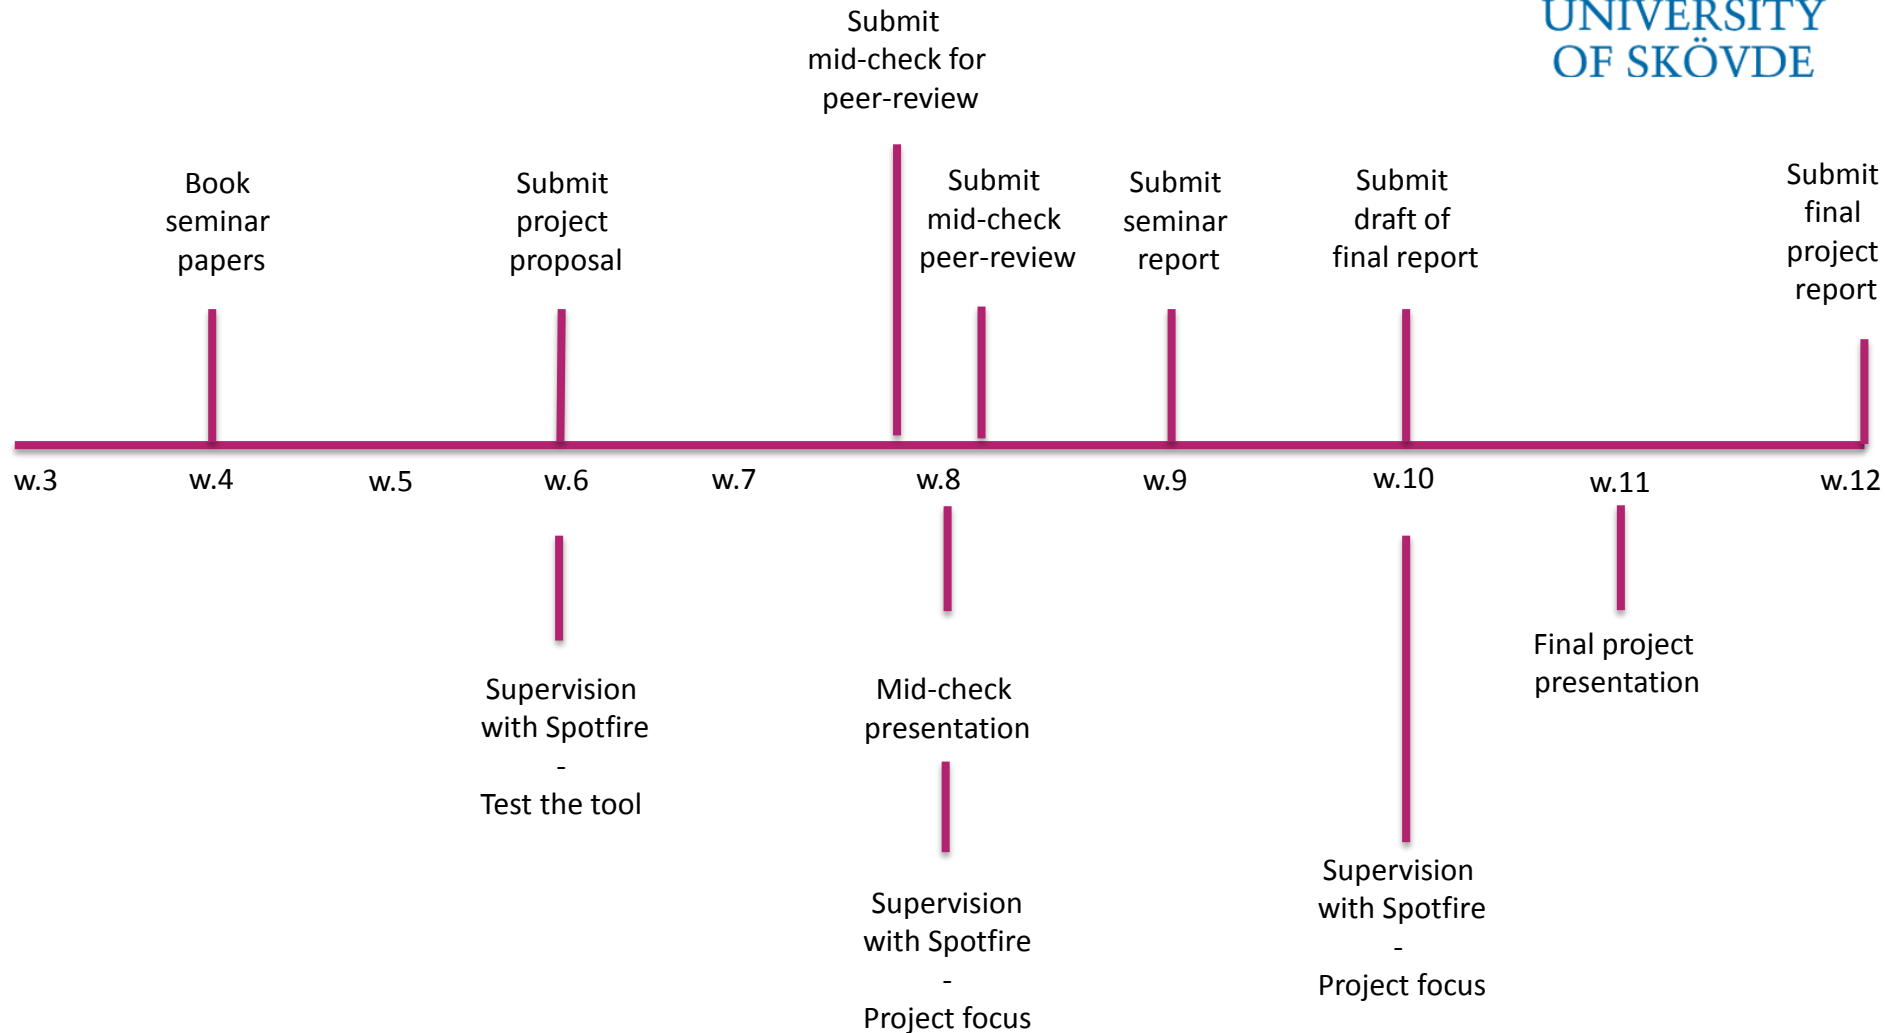 UNIVERSITY
OF SKÖVDE
Submit
mid-check for
peer-review
Book
seminar
papers
Submit
project
proposal
Submit
mid-check
peer-review
Submit
seminar
report
Submit
draft of
final report
Submit
final
project
report
w.3
w.4
w.5
w.6
w.7
w.8
w.9
w.10
w.11
w.12
Supervision
with Spotfire
-
Test the tool
Mid-check
presentation
Supervision
with Spotfire
-
Project focus
Supervision
with Spotfire
-
Project focus
Final project
presentation